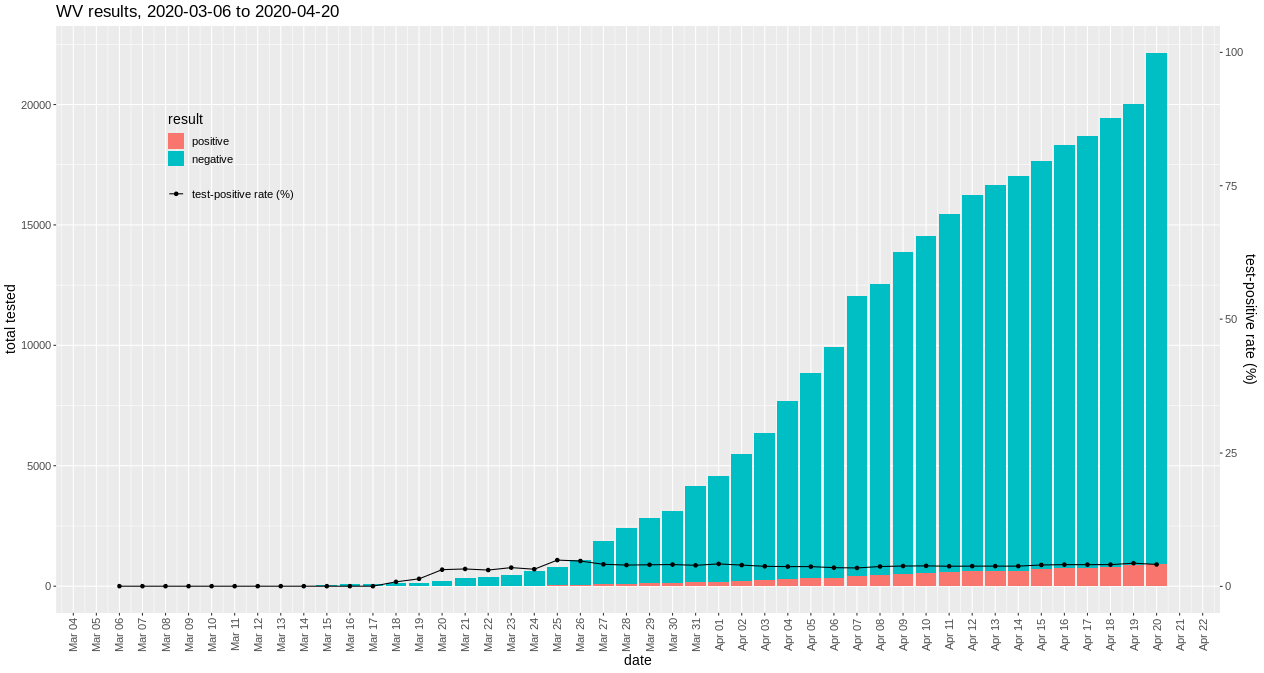 WV results, 2020-03-06 to 2020-04-20
total tested
20000
15000
10000
5000
0
result
positive
negative
test-positive rate (%)
100
75
50
25
0
test-positive rate (%)
Mar 04
Mar 05
Mar 06
Mar 07
Mar 08
Mar 09
Mar 10
Mar 11
Mar 12
Mar 13
Mar 14
Mar 15
Mar 16
Mar 17
Mar 18
Mar 19
Mar 20
Mar 21
Mar 22
Mar 23
Mar 24
Mar 25
Mar 26
Mar 27
Mar 28
Mar 29
Mar 30
Mar 31
Apr 01
Apr 02
Apr 03
Apr 04
Apr 05
Apr 06
Apr 07
Apr 08
Apr 09
Apr 10
Apr 11
Apr 12
Apr 13
Apr 14
Apr 15
Apr 16
Apr 17
Apr 18
Apr 19
Apr 20
Apr 21
Apr 22
date